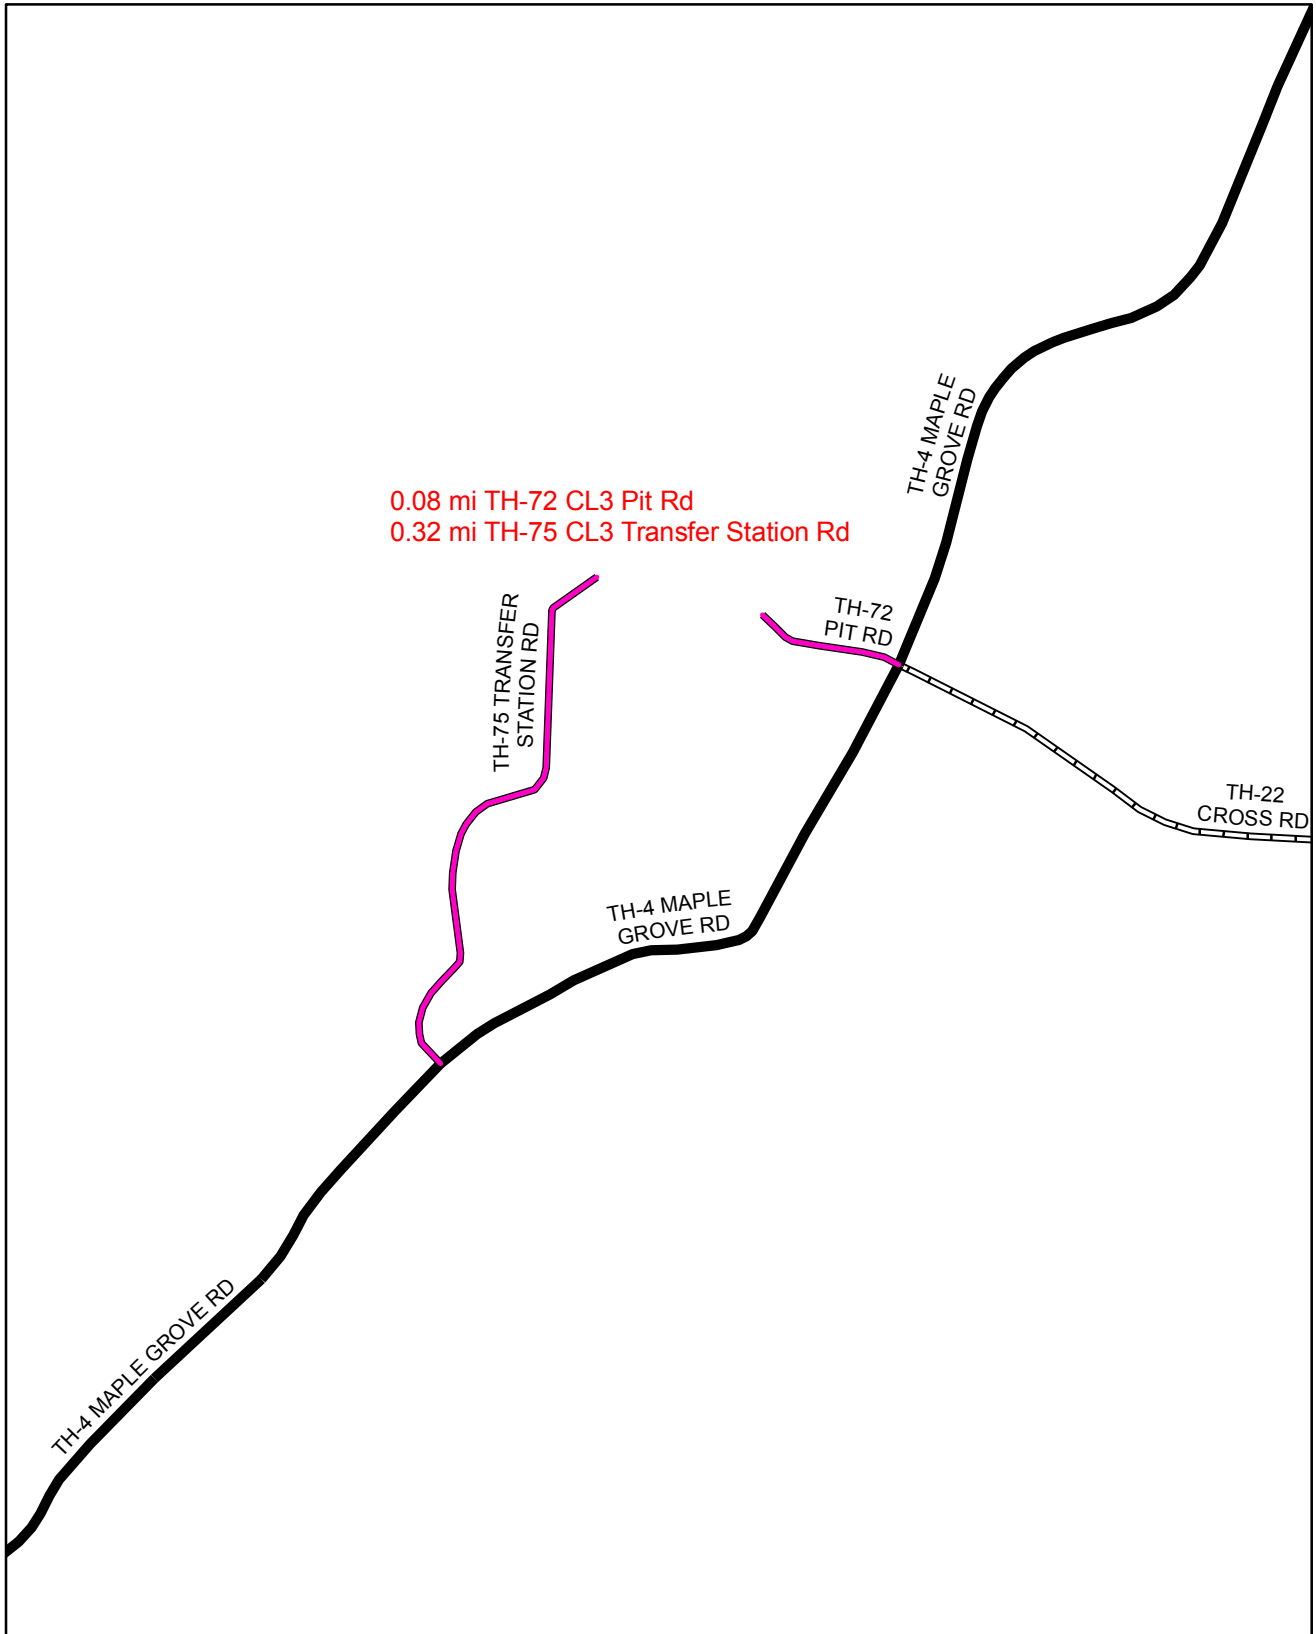 TH-4 MAPLE
GROVE RD
0.08 mi TH-72 CL3 Pit Rd
0.32 mi TH-75 CL3 Transfer Station Rd
TH-75 TRANSFER
STATION RD
TH-72
PIT RD
TH-22
CROSS RD
TH-4 MAPLE
GROVE RD
TH-4 MAPLE GROVE RD